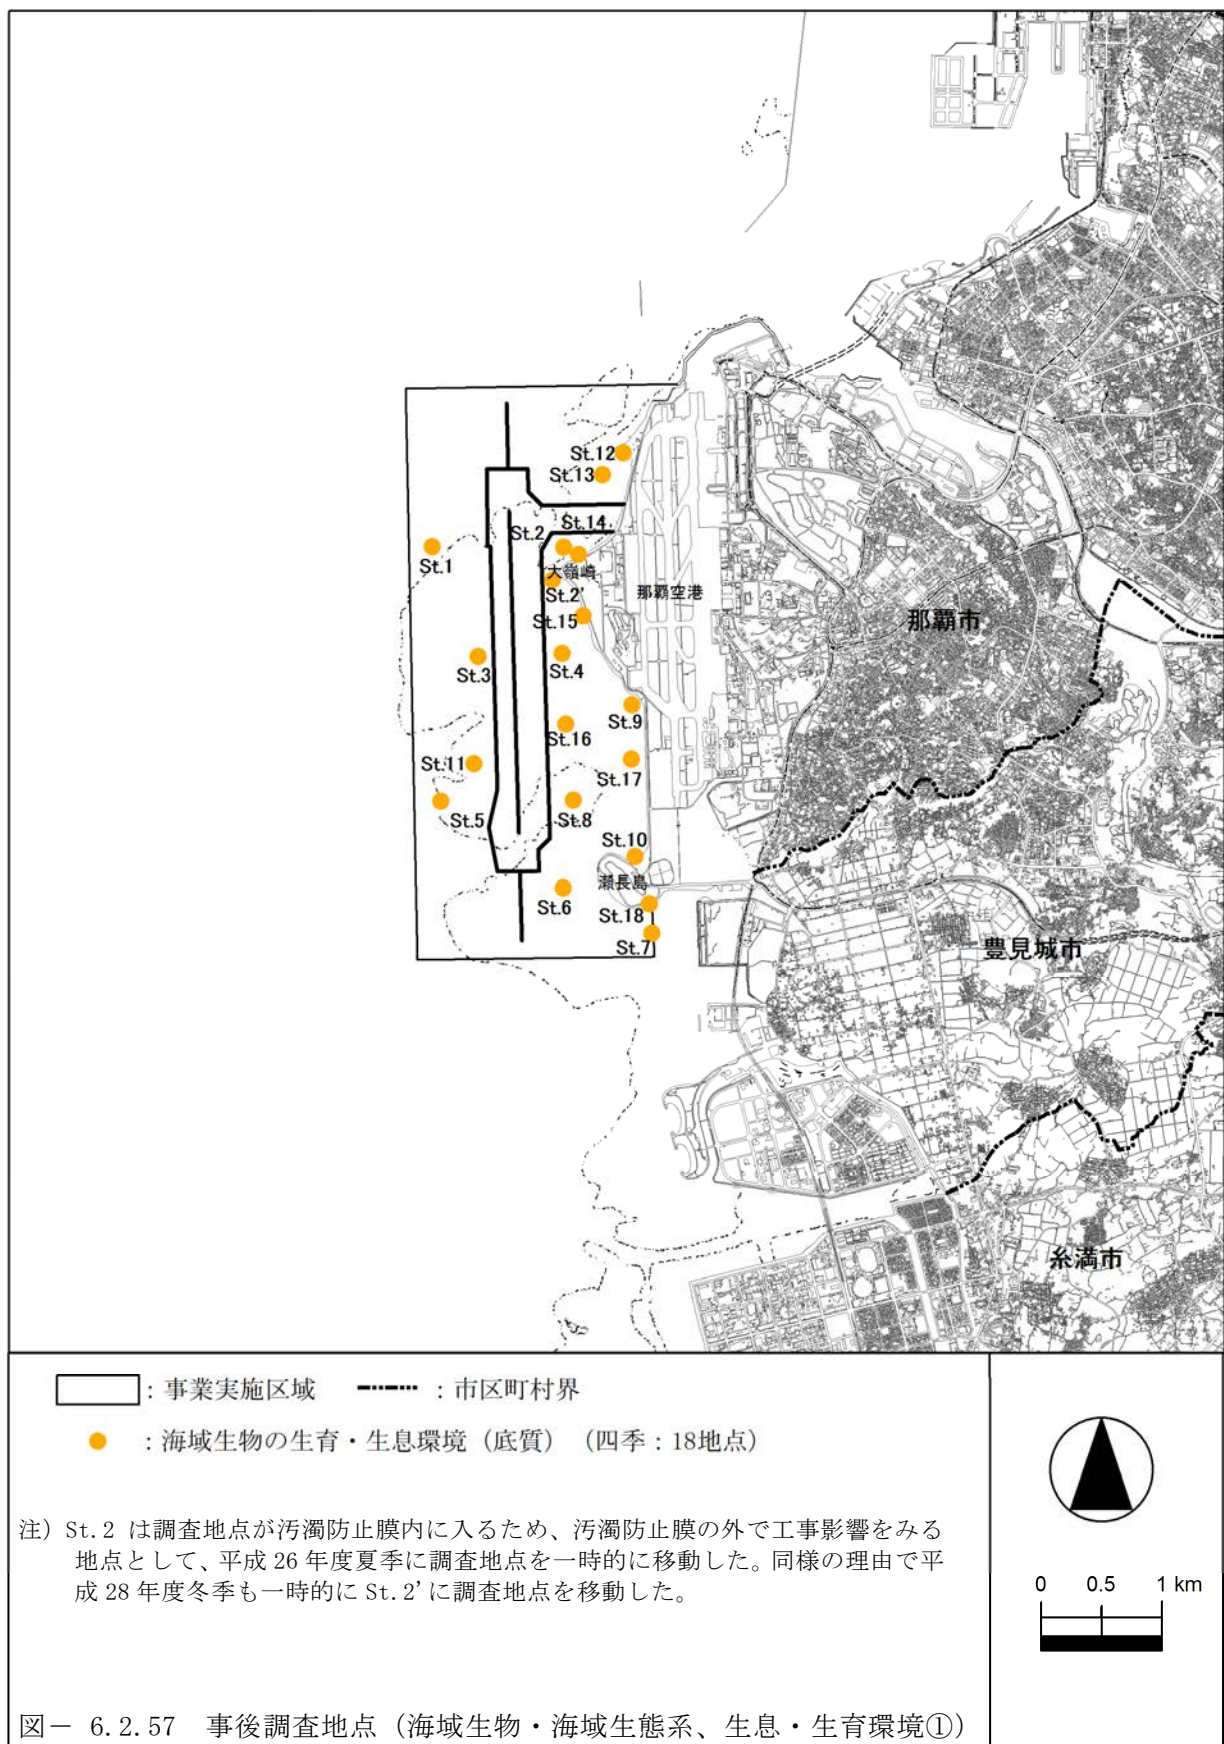 St.12
St.13
St.14
St.2
St.1
大嶺崎
St.2'
那覇空港
St.15
那覇市
St.4
St.3
St.9
St.16
St.11
St.17
St.5
St.8
St.10
瀬長島
St.6
St.18
St.7
豊見城市
糸満市
：事業実施区域 ：市区町村界
：海域生物の生育・生息環境（底質）（四季：18地点）
注）St.2 は調査地点が汚濁防止膜内に入るため、汚濁防止膜の外で工事影響をみる
地点として、平成 26 年度夏季に調査地点を一時的に移動した。同様の理由で平
成 28 年度冬季も一時的に St.2’に調査地点を移動した。
0 0.5 1 km
図－ 6.2.57 事後調査地点（海域生物・海域生態系、生息・生育環境①）